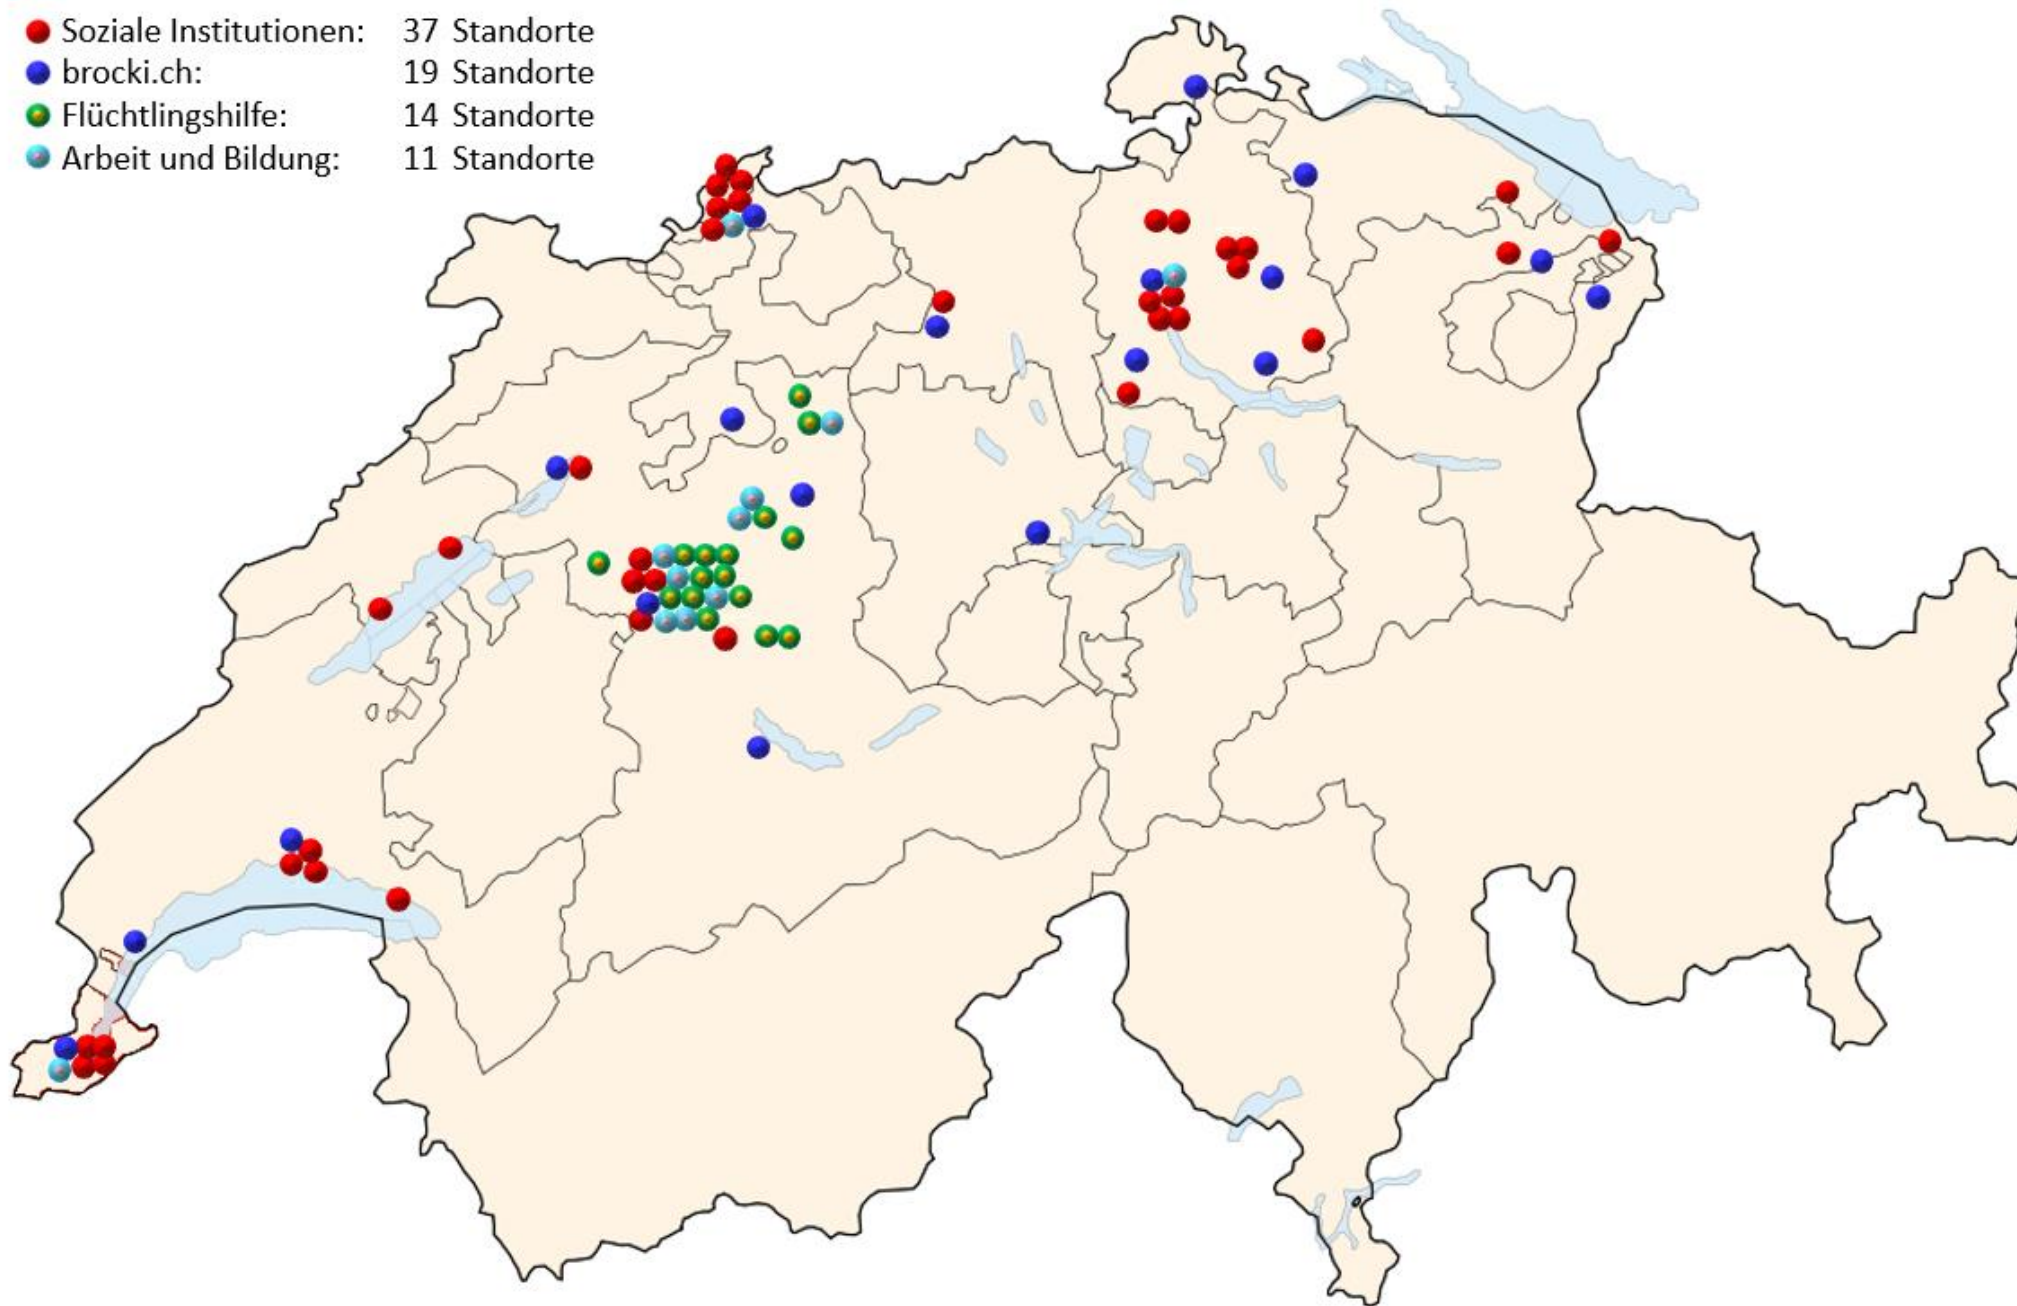 Soziale Institutionen: 37 Standorte
brocki.ch: 19 Standorte
Flüchtlingshilfe: 14 Standorte
Arbeit und Bildung: 11 Standorte